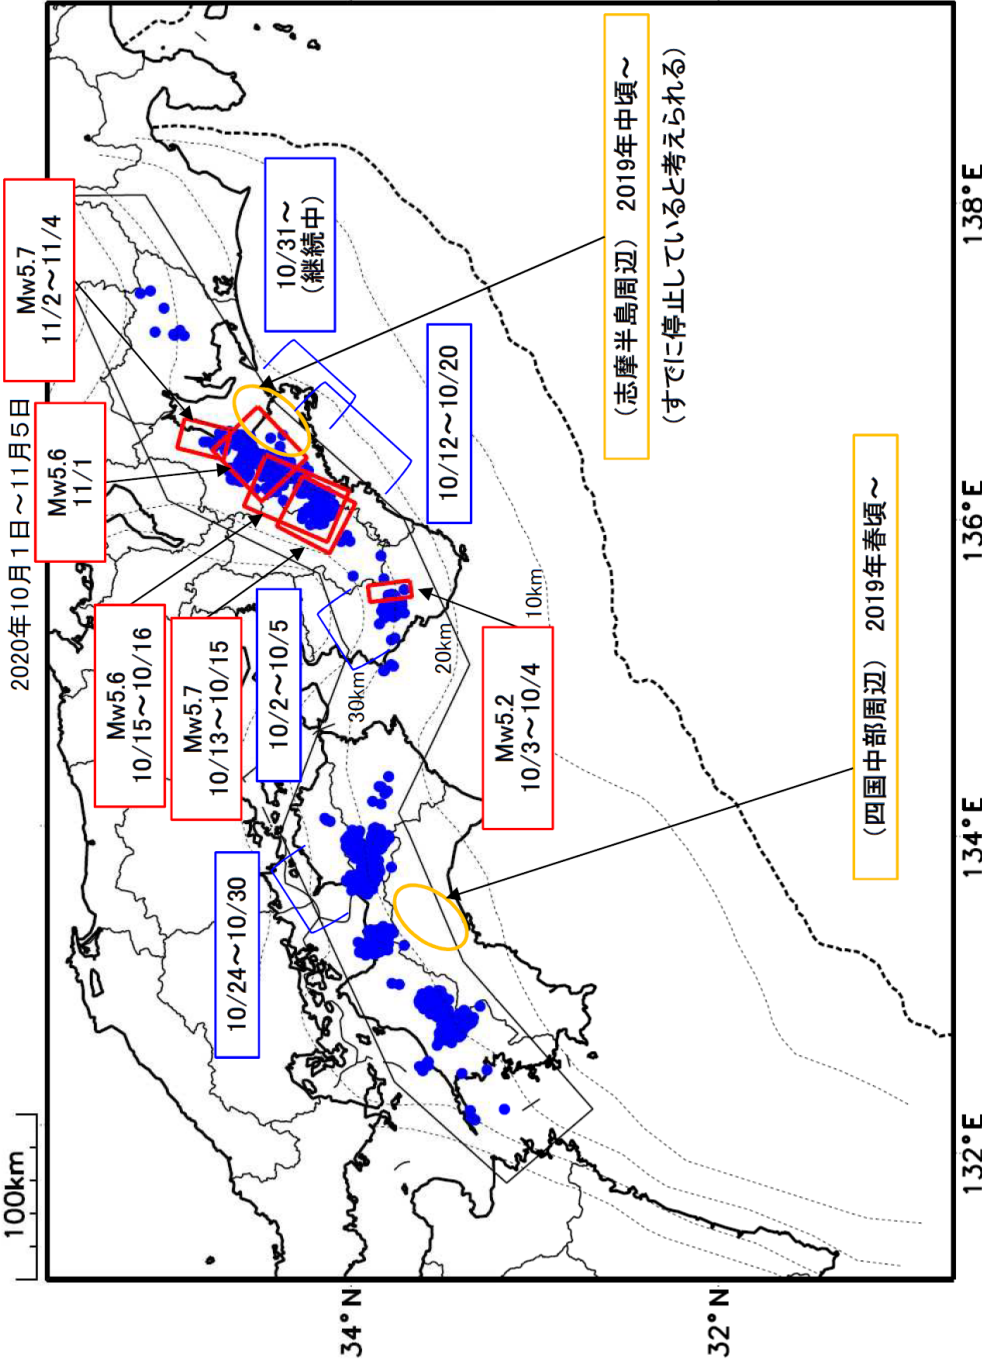 2020年10月1日～11月5日
100km
Mw5.7
11/2～11/4
Mw5.6
11/1
Mw5.6
10/15～10/16
Mw5.7
10/13～10/15
10/2～10/5
10/24～10/30
10/31～
(継続中)
10/12～10/20
Mw5.2
10/3～10/4
30km
20km
10km
(志摩半島周辺) 2019年中頃～
(すでに停止していると考えられる)
(四国中部周辺) 2019年春頃～
34°N
32°N
132°E
134°E
136°E
138°E